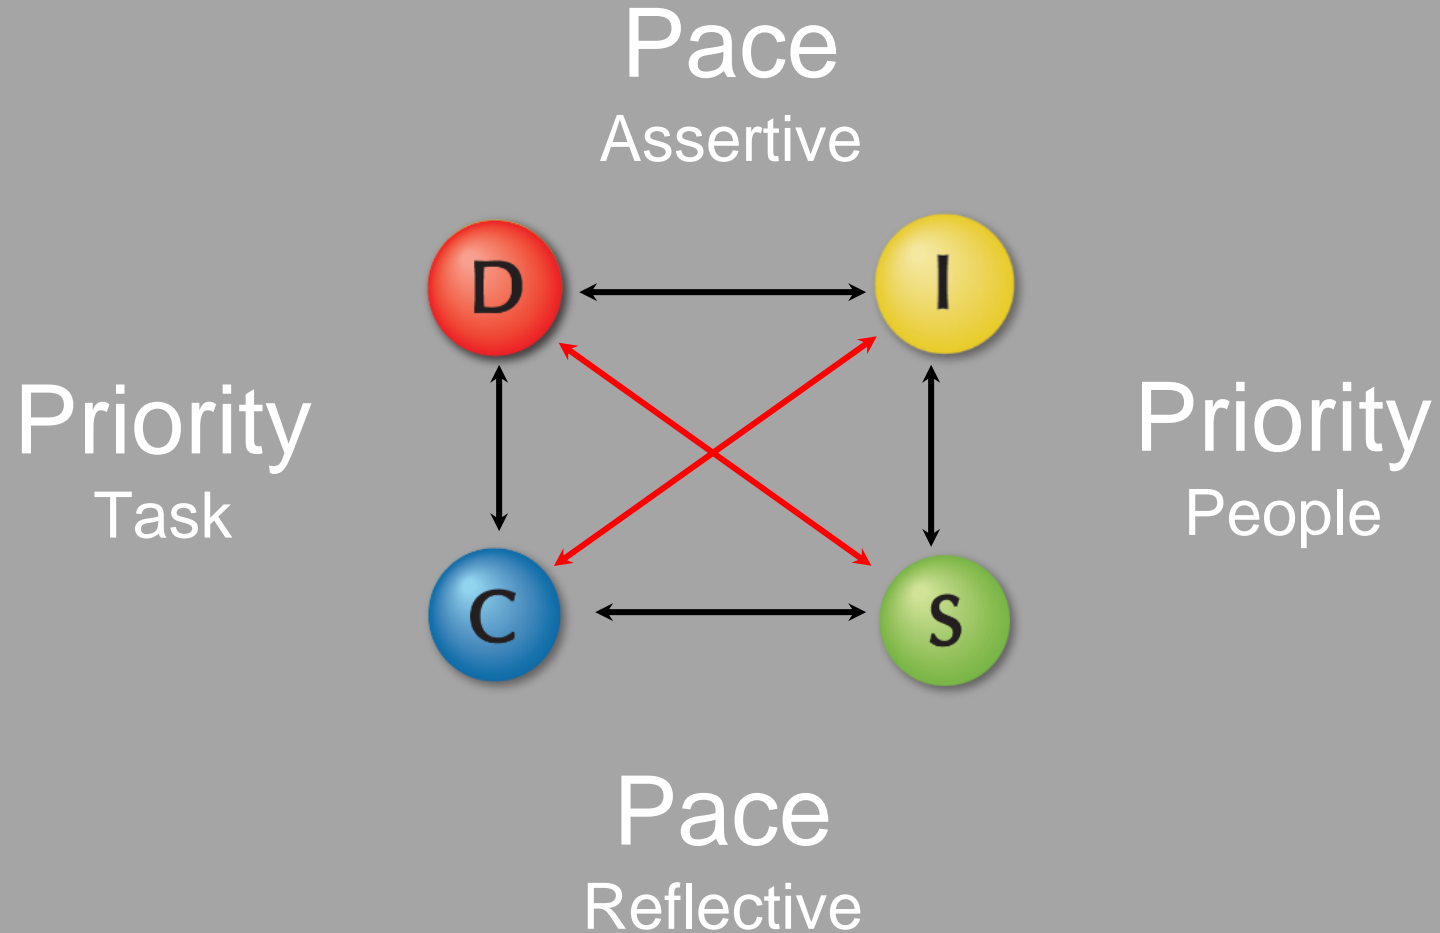 Pace
Assertive
D
I
Priority
Task
Priority
People
C
S
Pace
Reflective